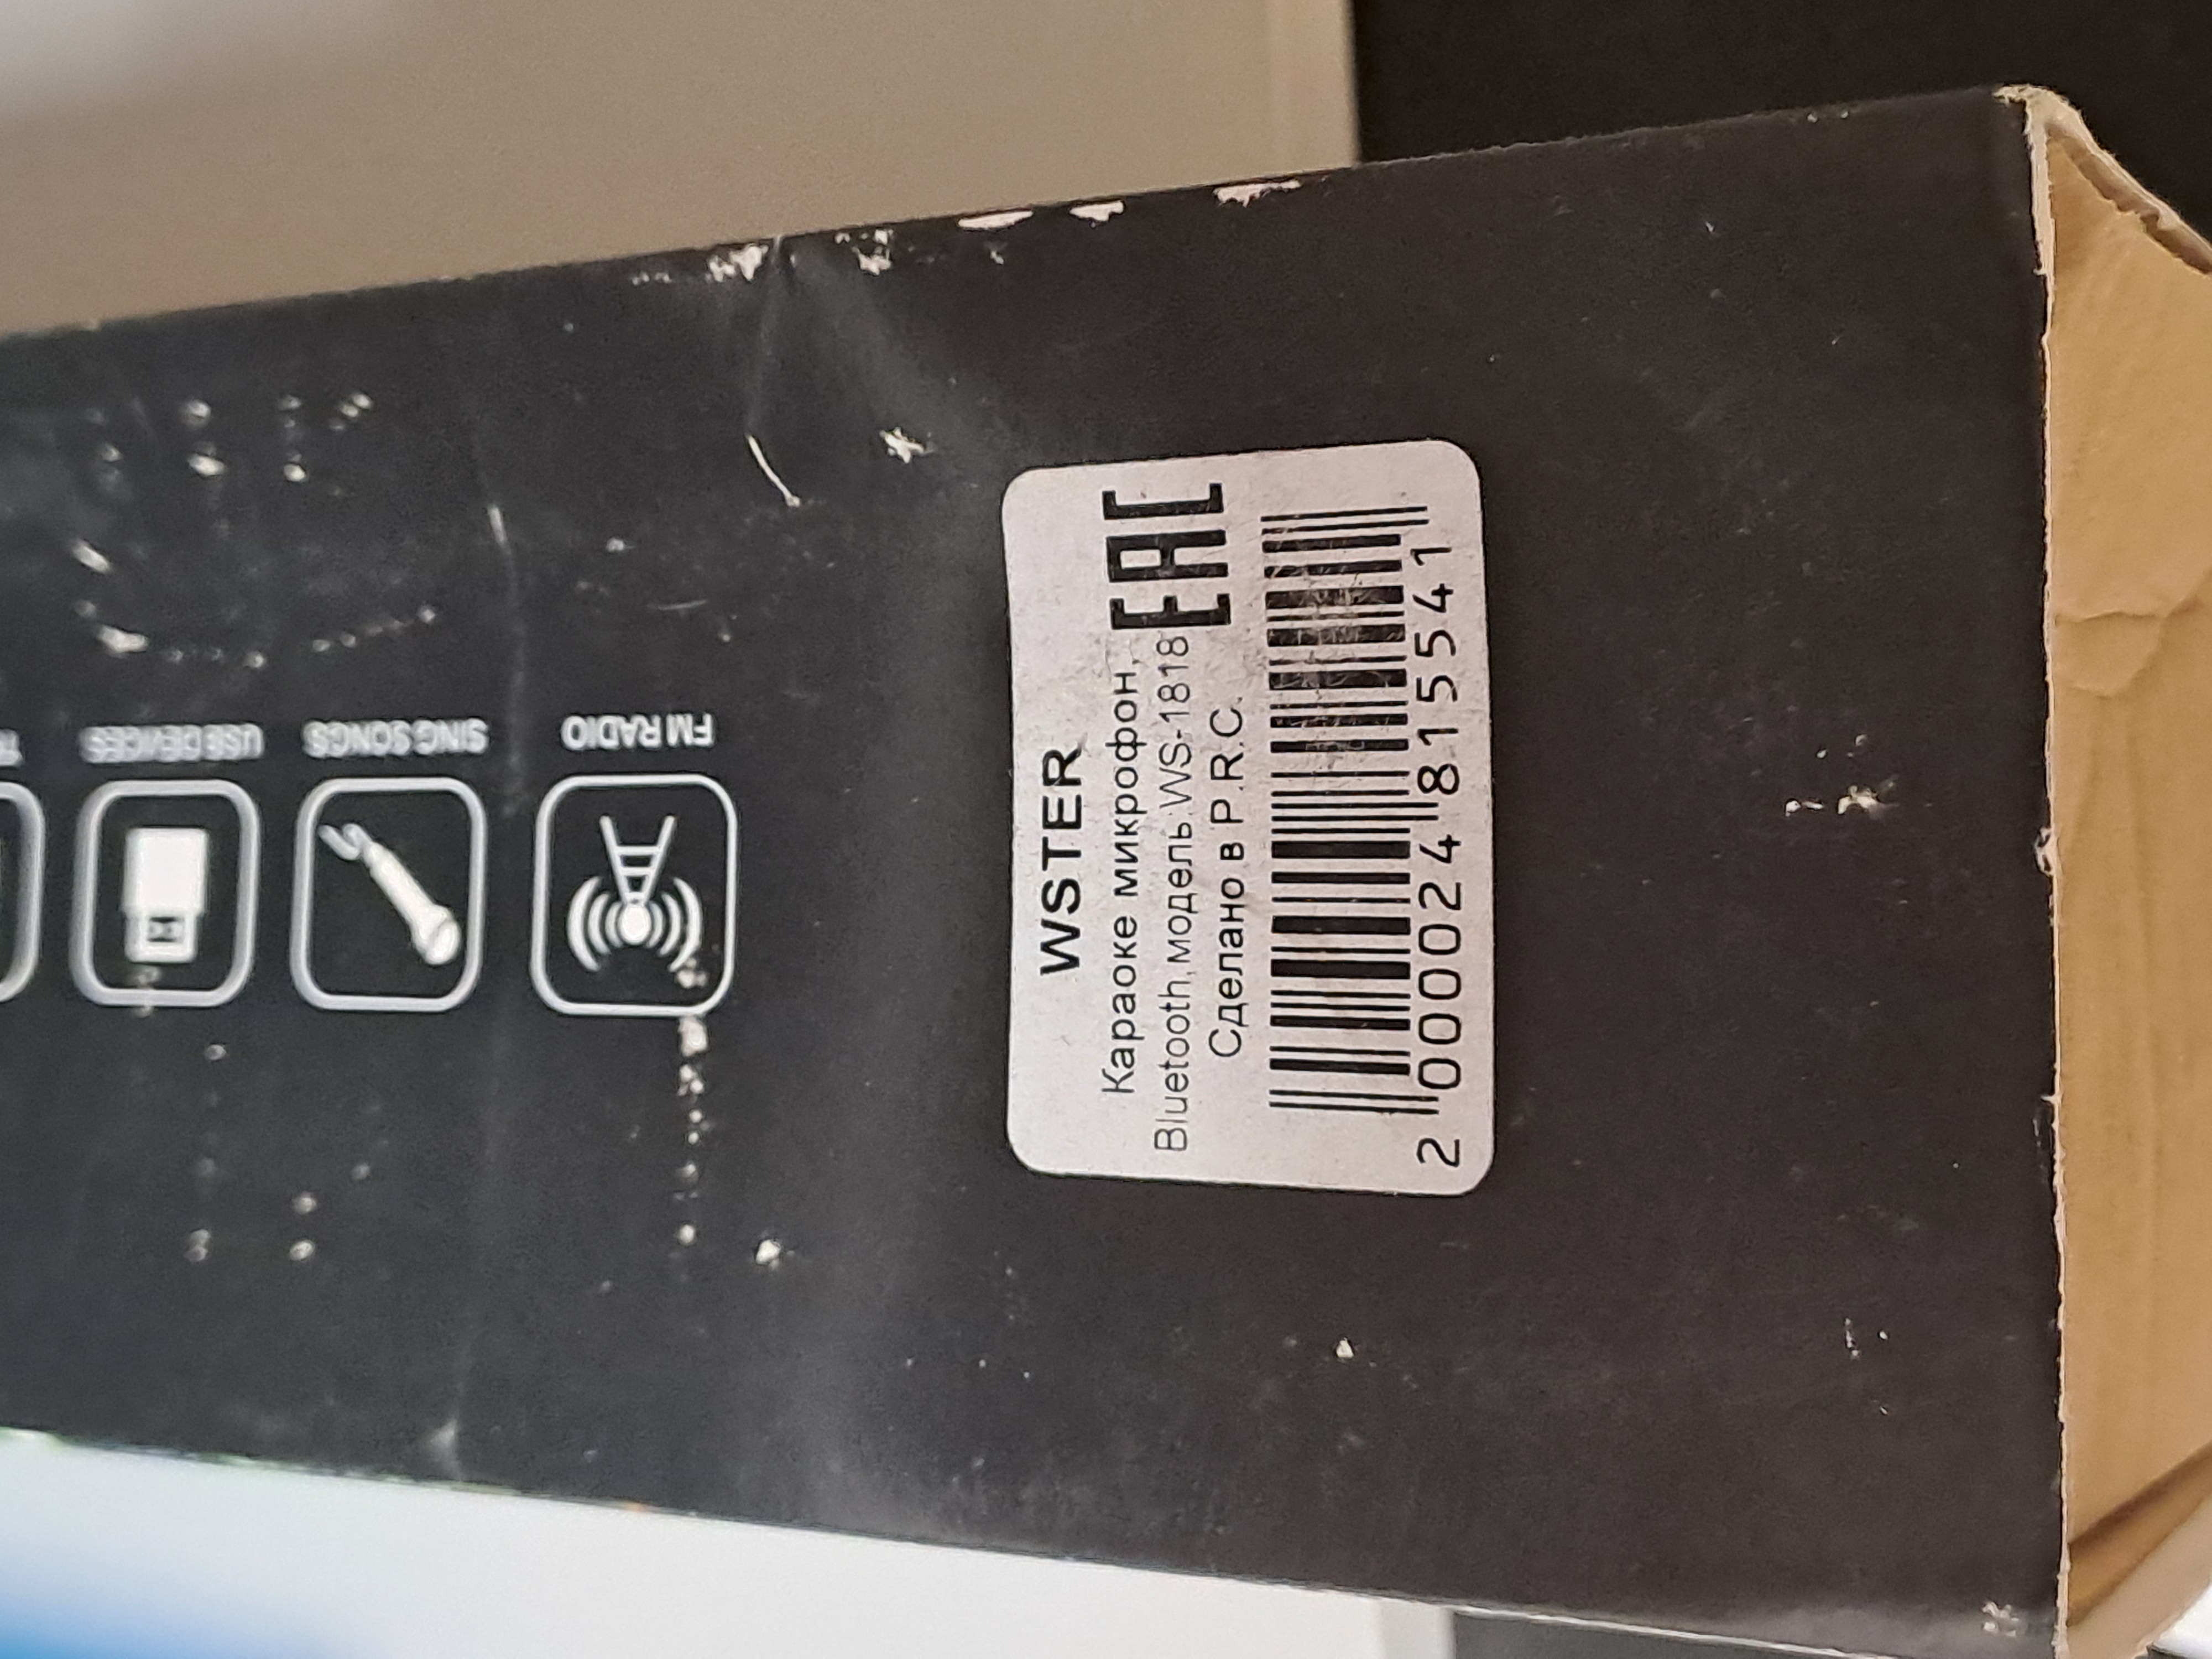 WSTER
Караоке микрофон,
Bluetooth, модель WS-1818
Сделано в P.R.C.
EAC
2 000024 815541
FM RADIO
SING SONGS
USB DEVICES